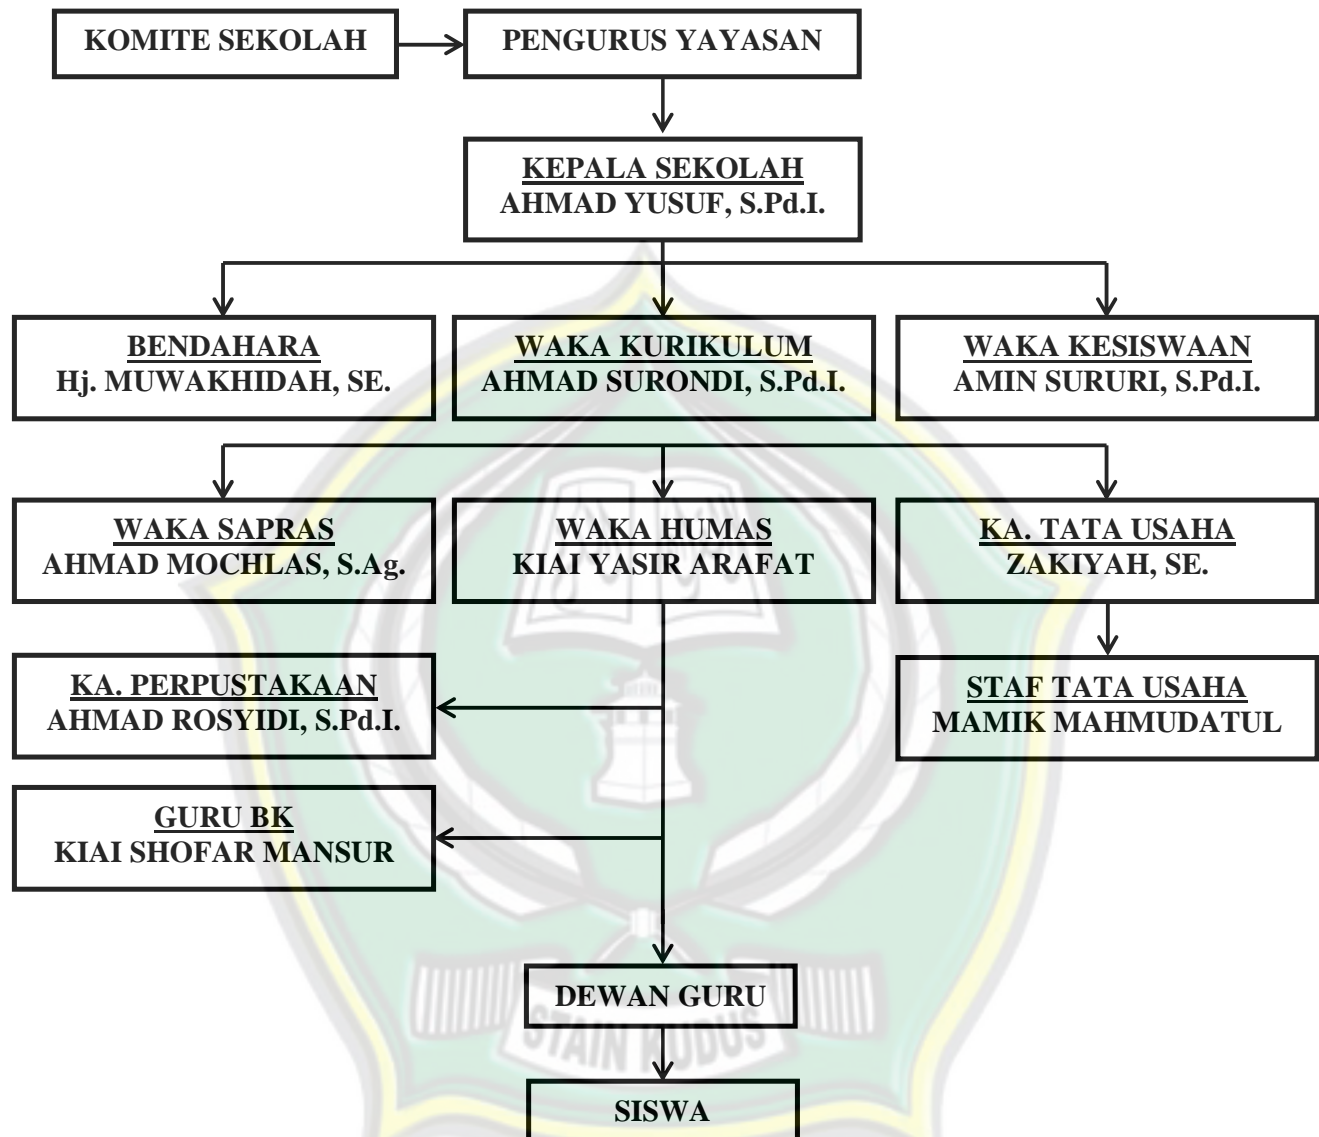 KOMITE SEKOLAH
PENGURUS YAYASAN
KEPALA SEKOLAH
AHMAD YUSUF, S.Pd.I.
BENDAHARA
Hj. MUWAKHIDAH, SE.
WAKA KURIKULUM
AHMAD SURONDI, S.Pd.I.
WAKA KESISWAAN
AMIN SURURI, S.Pd.I.
WAKA SAPRAS
AHMAD MOCHLAS, S.Ag.
WAKA HUMAS
KIAI YASIR ARAFAT
KA. TATA USAHA
ZAKIYAH, SE.
KA. PERPUSTAKAAN
AHMAD ROSYIDI, S.Pd.I.
STAF TATA USAHA
MAMIK MAHMUDATUL
GURU BK
KIAI SHOFAR MANSUR
DEWAN GURU
STAIN KUDUS
SISWA